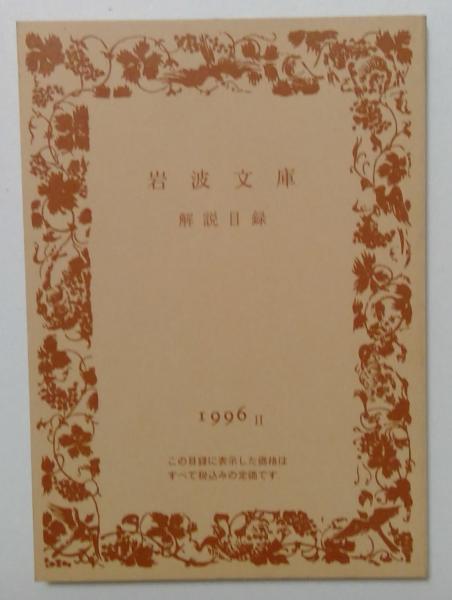 岩波文庫
解説目録
1996 II
この目録に表示した価格は
すべて税込みの定価です